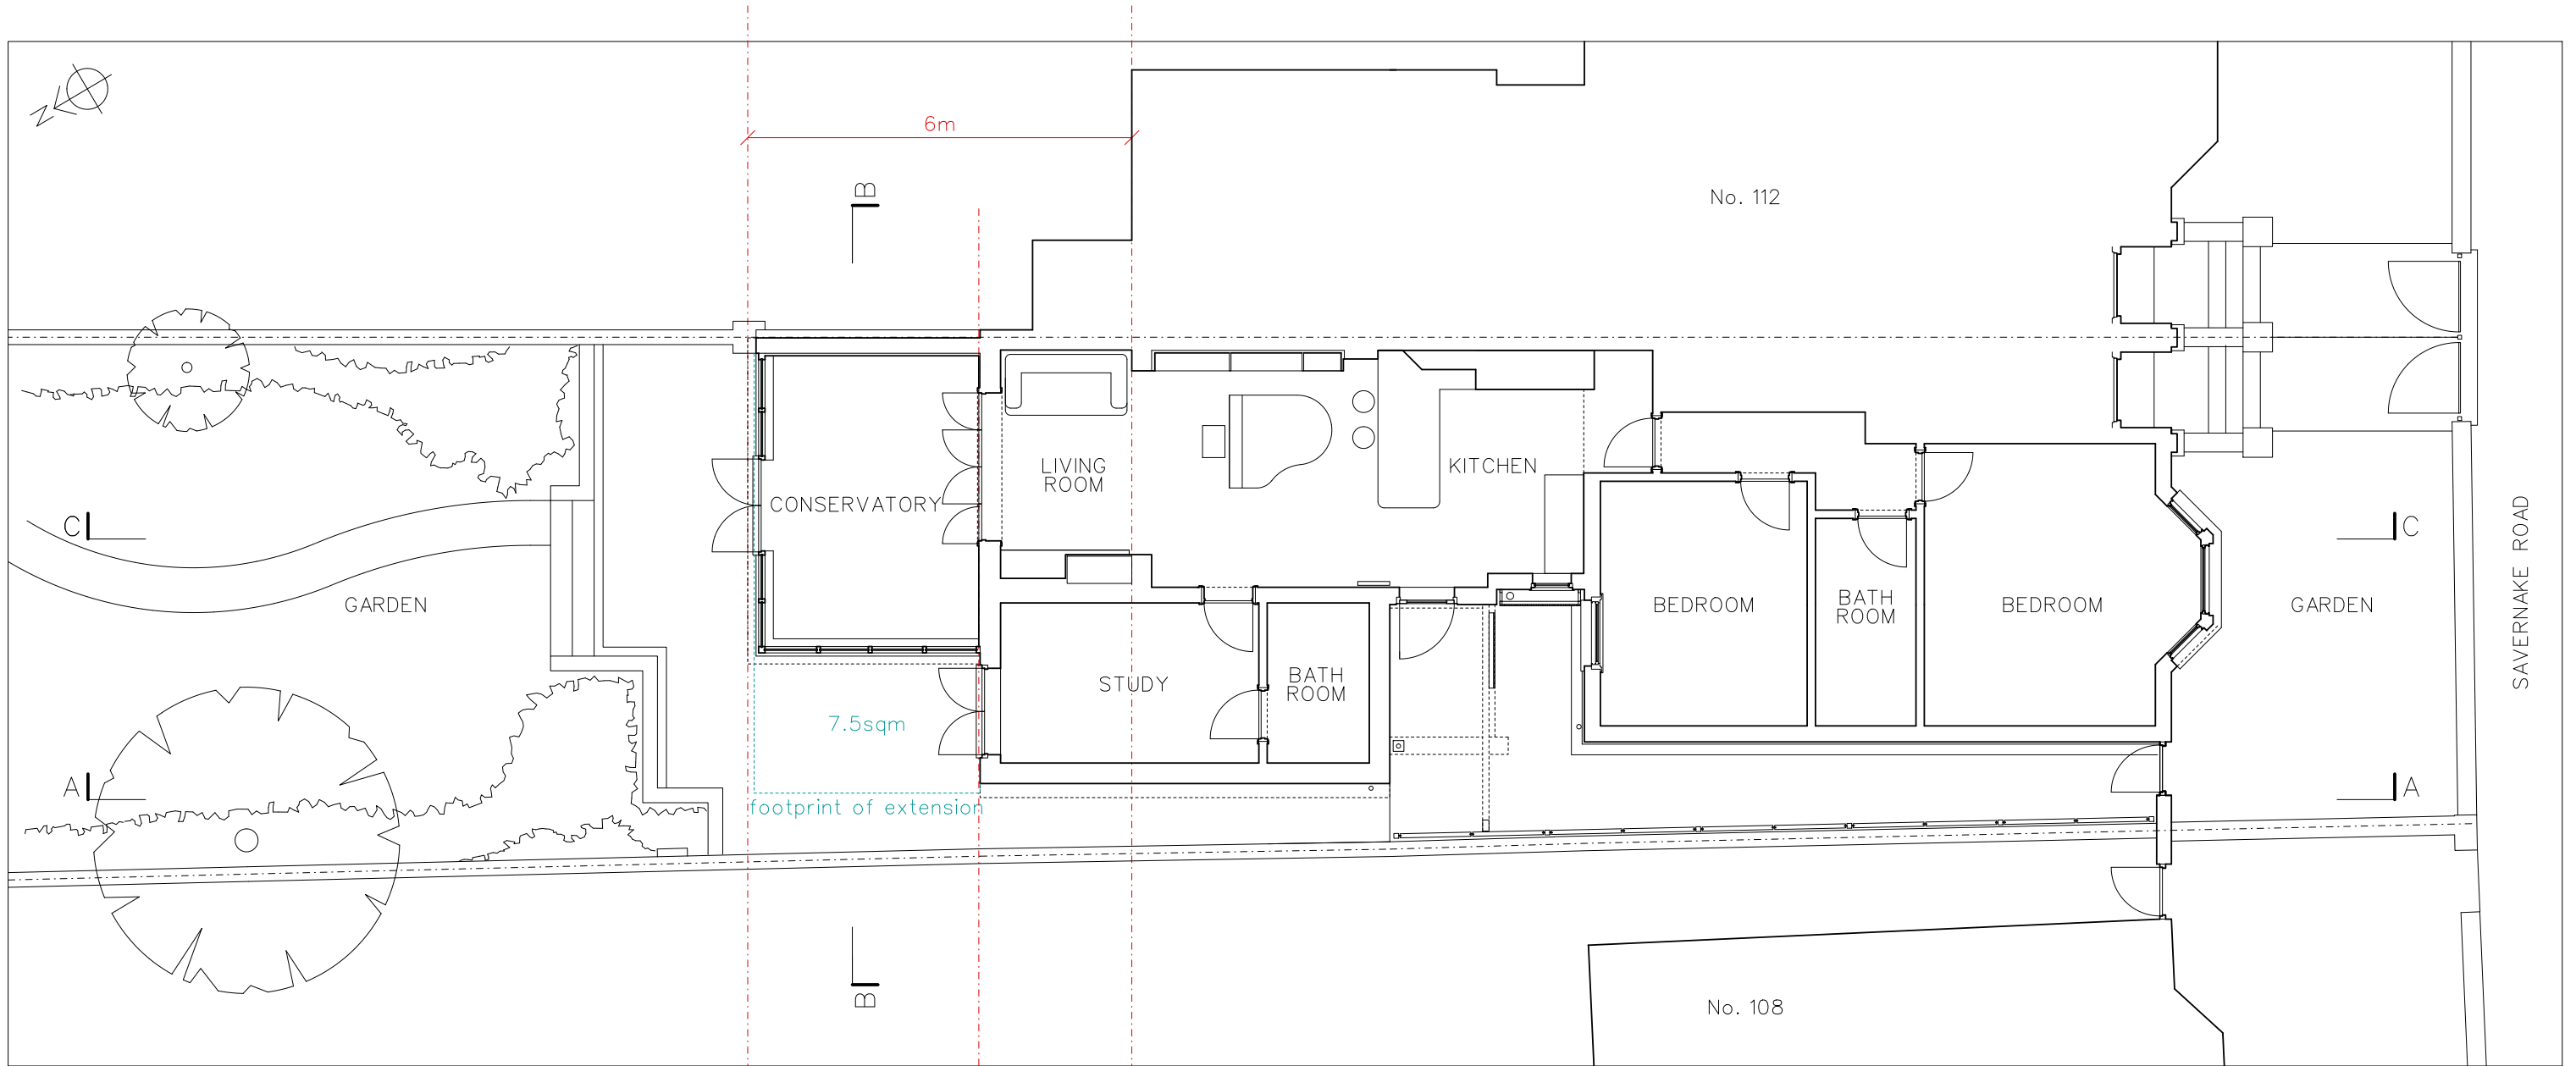 N
6m
B
No. 112
LIVING
ROOM
KITCHEN
CONSERVATORY
C
C
GARDEN
BEDROOM
BATH
ROOM
BEDROOM
GARDEN
SAVERNAKE ROAD
STUDY
BATH
ROOM
7.5sqm
A
A
footprint of extension
B
No. 108